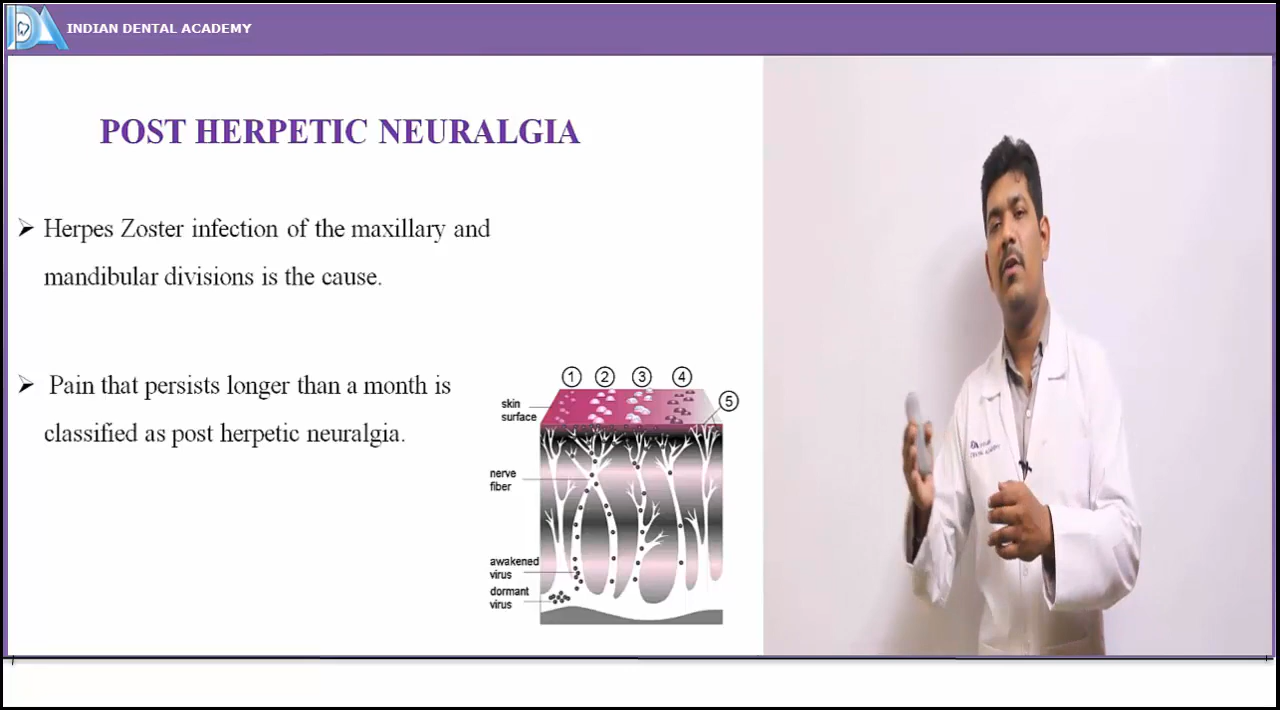 INDIAN DENTAL ACADEMY
POST HERPETIC NEURALGIA
➢ Herpes Zoster infection of the maxillary and
mandibular divisions is the cause.
➢ Pain that persists longer than a month is
classified as post herpetic neuralgia.
1 2 3 4
5
skin
surface
nerve
fiber
awakened
virus
dormant
virus